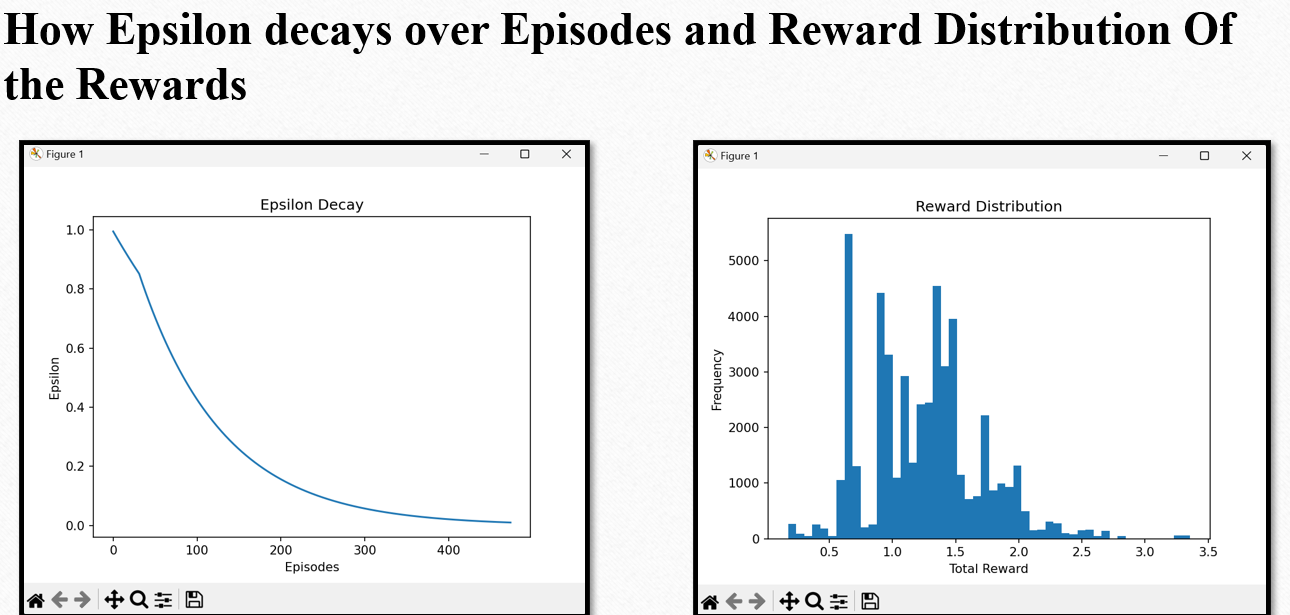 How Epsilon decays over Episodes and Reward Distribution Of
the Rewards
Figure 1
Epsilon Decay
1.0
0.8
0.6
0.4
0.2
0.0
Epsilon
0 100 200 300 400
Episodes
Figure 1
Reward Distribution
5000
4000
3000
2000
1000
0
Frequency
0.5 1.0 1.5 2.0 2.5 3.0 3.5
Total Reward